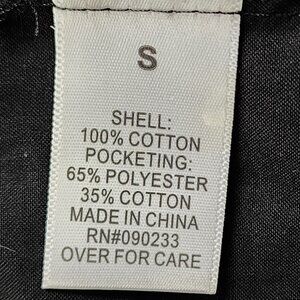 S
SHELL:
100% COTTON
POCKETING:
65% POLYESTER
35% COTTON
MADE IN CHINA
RN#090233
OVER FOR CARE